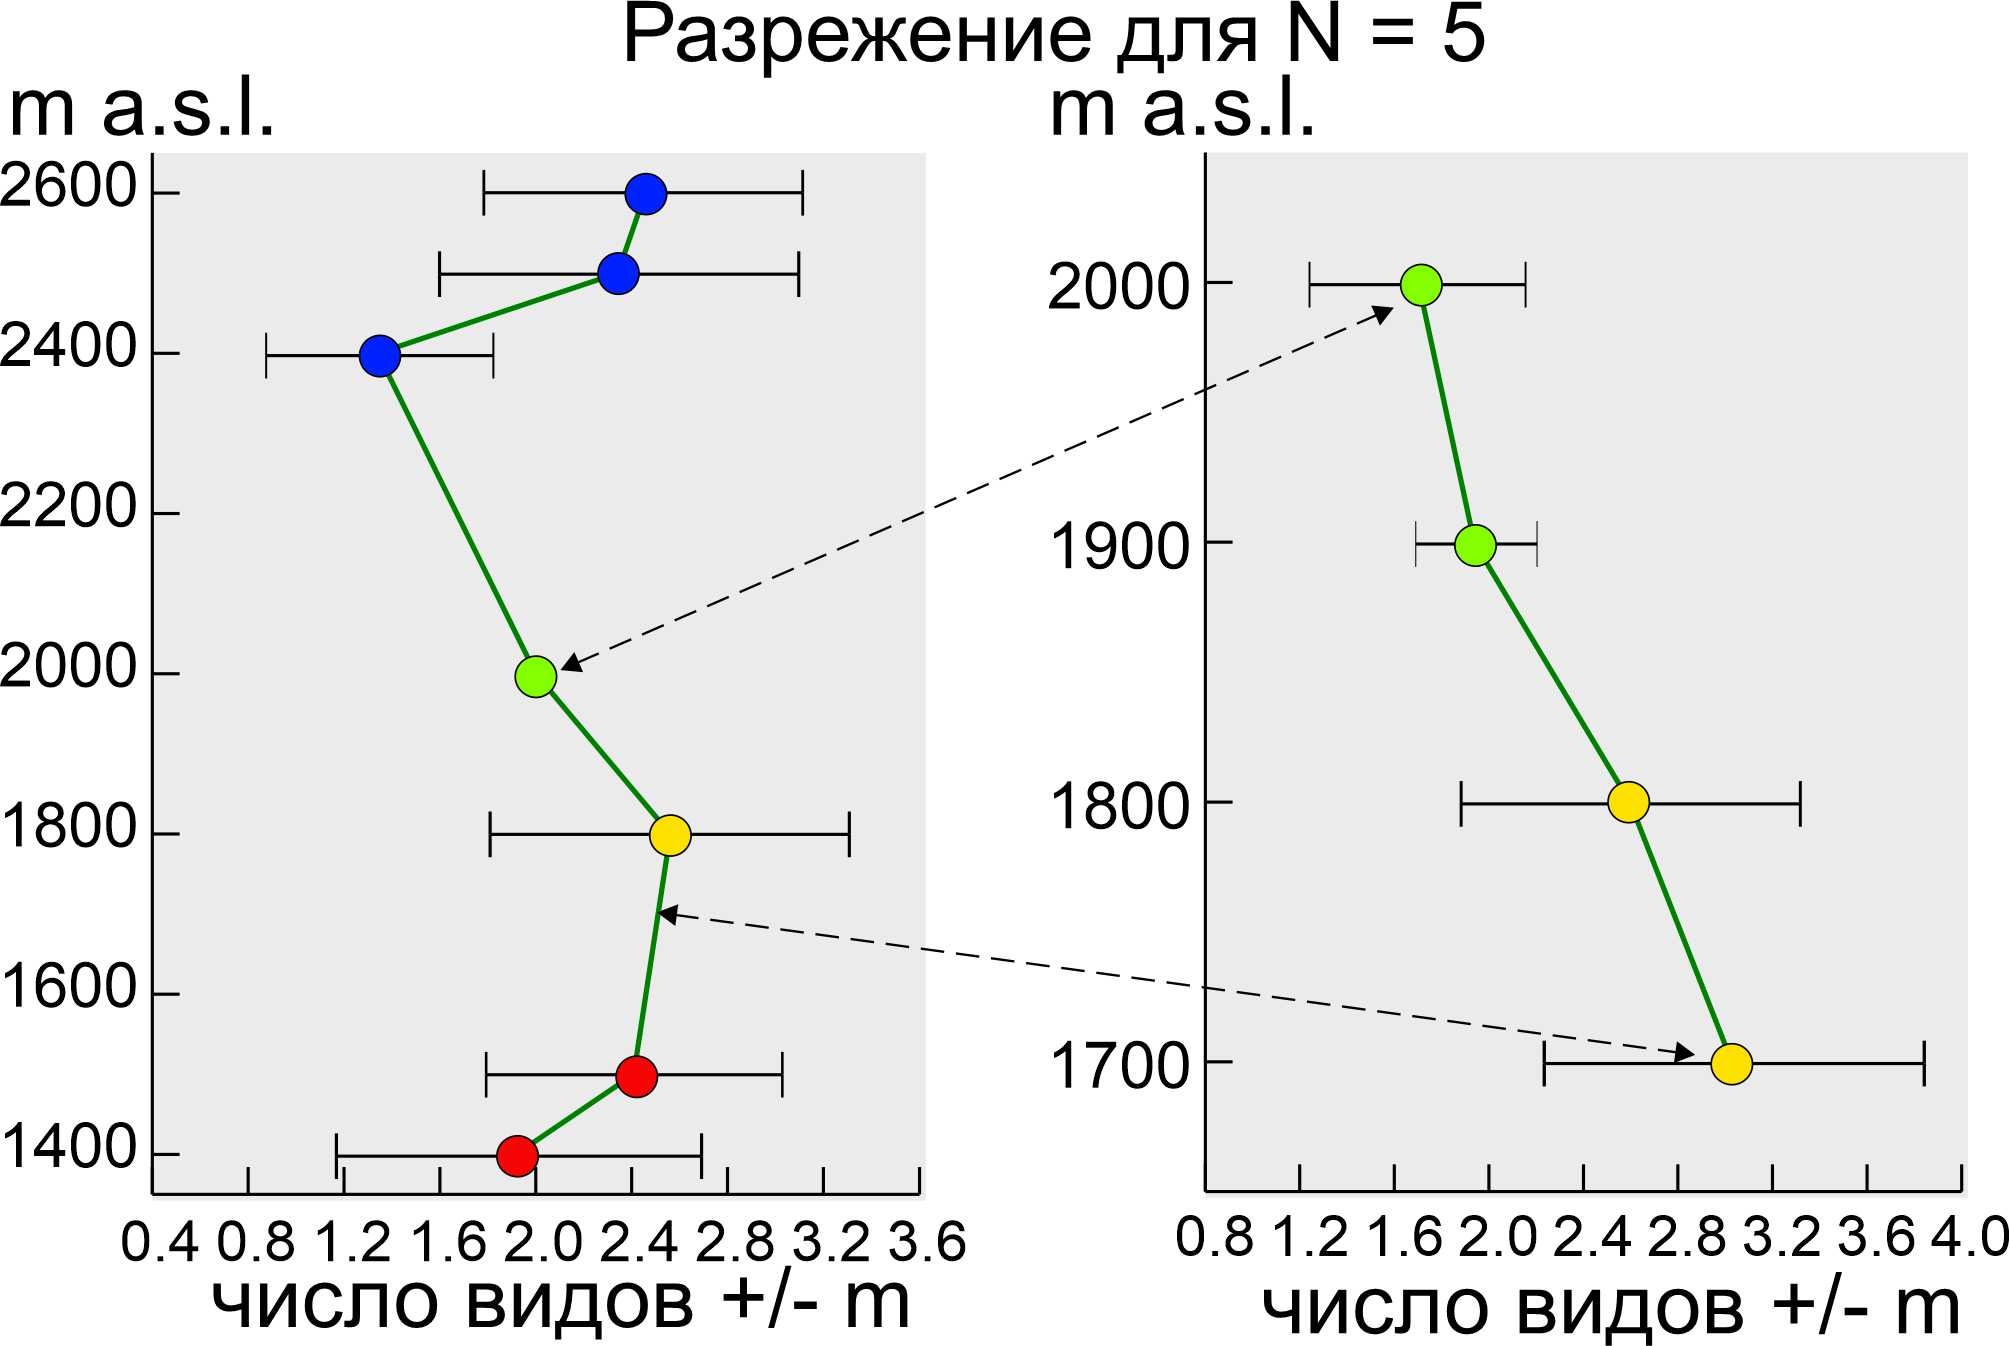 Разрежение для N = 5
m a.s.l.
2600
2400
2200
2000
1800
1600
1400
0.4 0.8 1.2 1.6 2.0 2.4 2.8 3.2 3.6
число видов +/- m
m a.s.l.
2000
1900
1800
1700
0.8 1.2 1.6 2.0 2.4 2.8 3.2 3.6 4.0
число видов +/- m